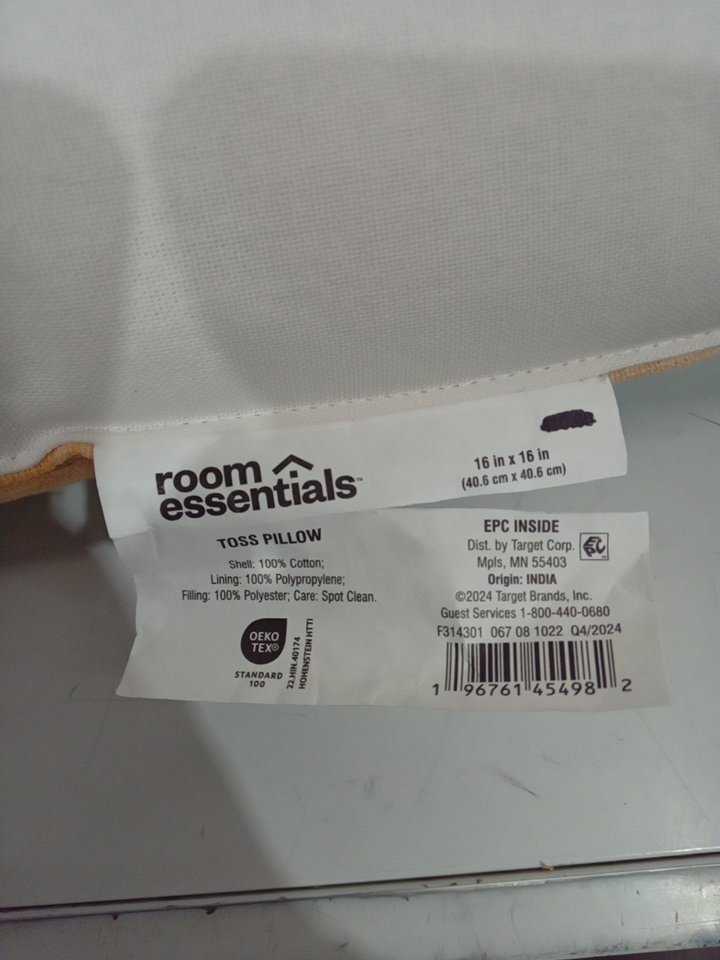 room
essentials™
16 in x 16 in
(40.6 cm x 40.6 cm)
TOSS PILLOW
Shell: 100% Cotton;
Lining: 100% Polypropylene;
Filling: 100% Polyester; Care: Spot Clean.
OEKO
TEX®
STANDARD
100
22.HIN.40174
HOHENSTEIN HTTI
EPC INSIDE
Dist. by Target Corp.
Mpls, MN 55403
Origin: INDIA
©2024 Target Brands, Inc.
Guest Services 1-800-440-0680
F314301 067 08 1022 Q4/2024
1 96761 45498 2